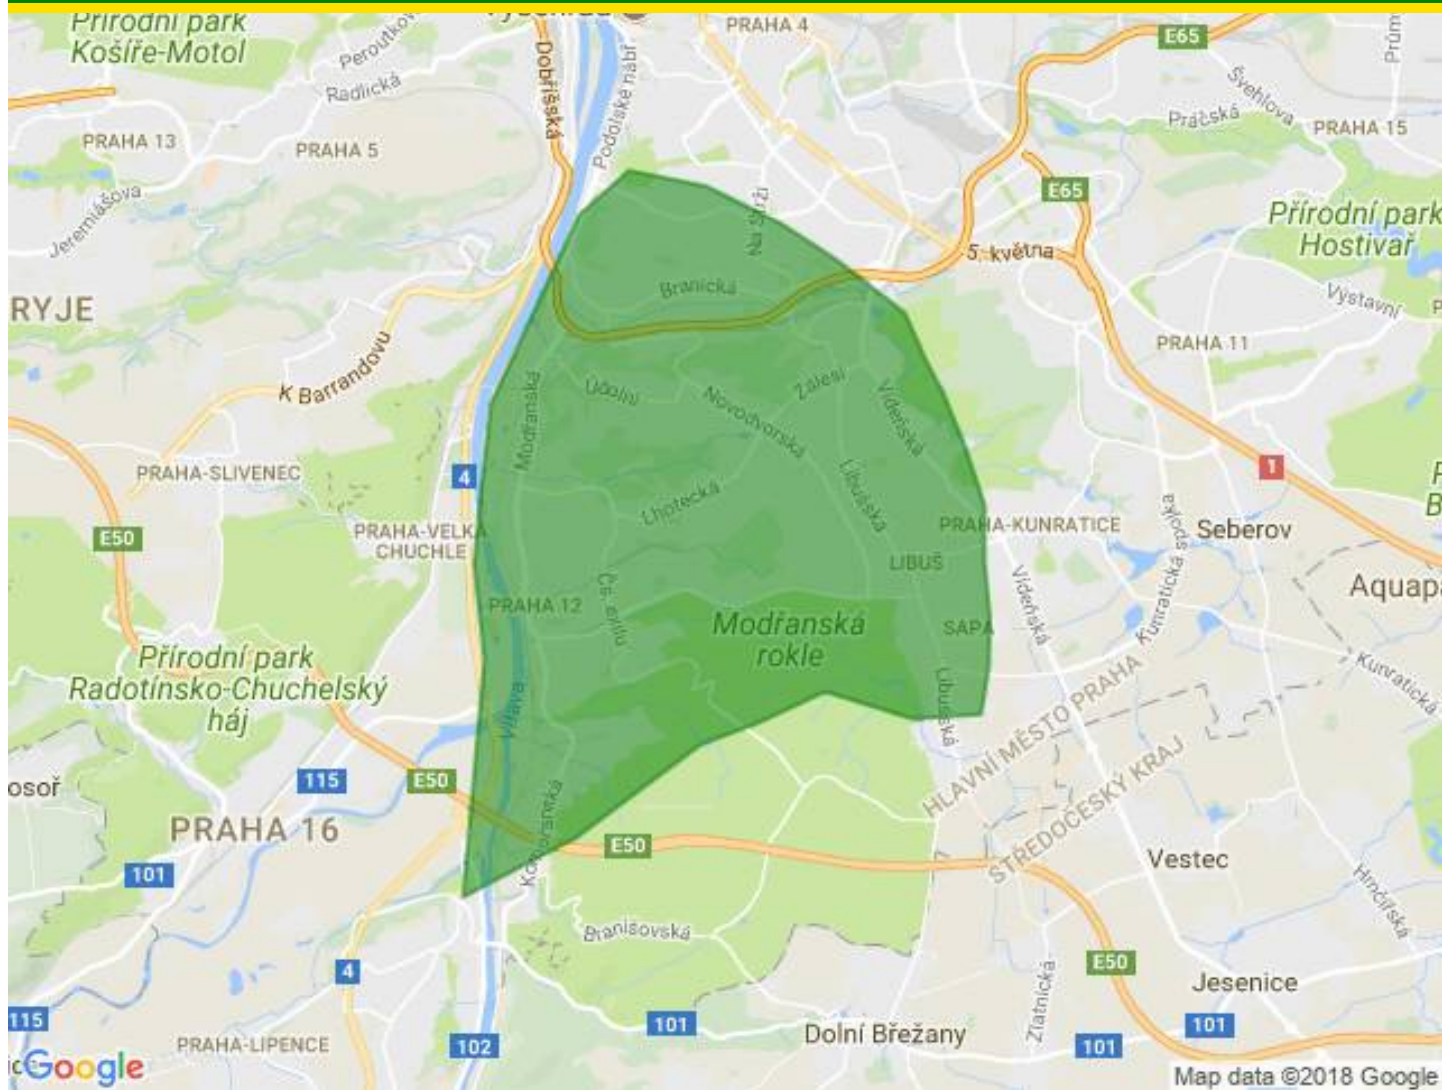 Přírodní park
Košíře-Motol
Radlická
Dobříšská
Podolské nábř
PRAHA 4
E65
Švehlova
Práčská
PRAHA 15
PRAHA 13
PRAHA 5
Jeremiášova
Na Strži
E65
Přírodní park
Hostivař
5. května
Branická
Výstavní
RYJE
K Barrandovu
PRAHA 11
Modřanská
Údolní
Novodvorská
Zálesí
Vídeňská
PRAHA-SLIVENEC
4
1
Lhotecká
Libušská
PRAHA-VELKÁ
CHUCHLE
E50
PRAHA-KUNRATICE
spojka
Seberov
LIBUŠ
Vídeňská
Kunratická
Aquap
PRAHA 12
Čs. exilu
Modřanská
rokle
SAPA
Přírodní park
Radotínsko-Chuchelský
háj
Vltava
Libušská
Kunratická
HLAVNÍ MĚSTO PRAHA
STŘEDOČESKÝ KRAJ
osoř
115
E50
PRAHA 16
Komořanská
E50
101
Vestec
Hrnčířská
Branišovská
4
E50
Zlatnická
Jesenice
115
101
Dolní Břežany
101
PRAHA-LIPENCE
102
101
Google
Map data ©2018 Google